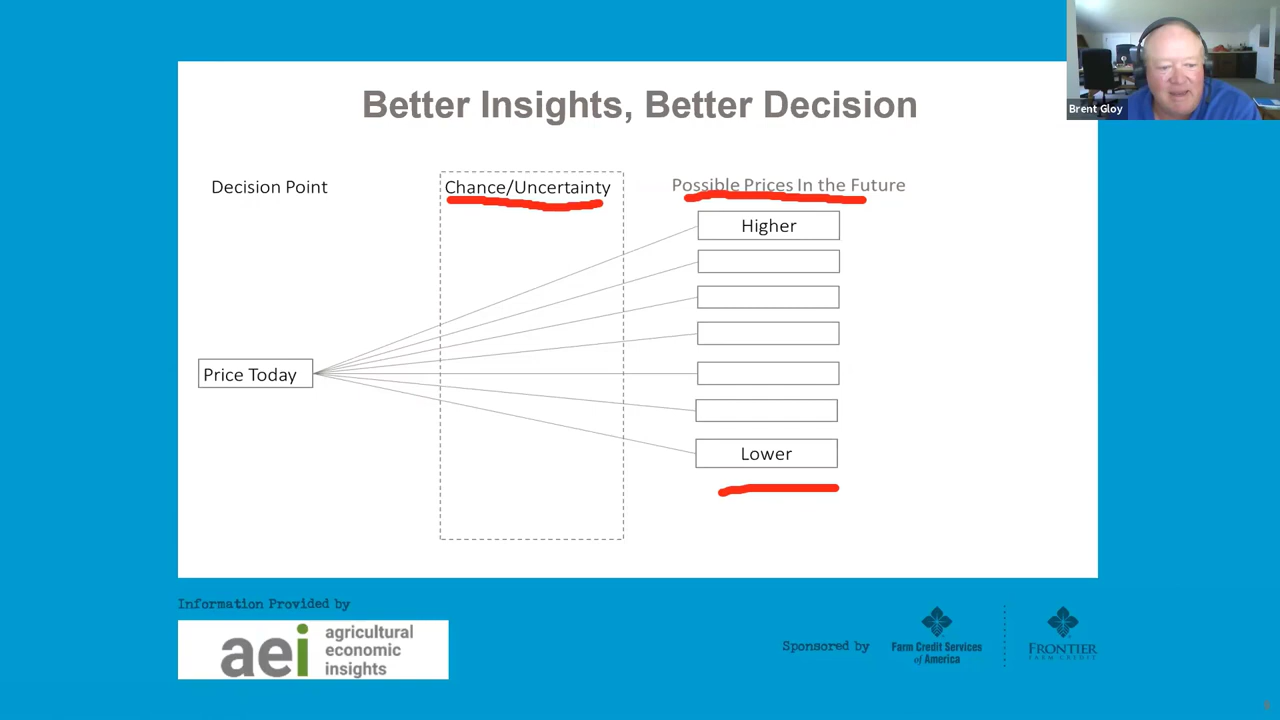 Brent Gloy
Better Insights, Better Decision
Decision Point
Chance/Uncertainty
Possible Prices In the Future
Higher
Price Today
Lower
Information Provided by
aei
agricultural
economic
insights
Sponsored by
Farm Credit Services
of America
FRONTIER
FARM CREDIT